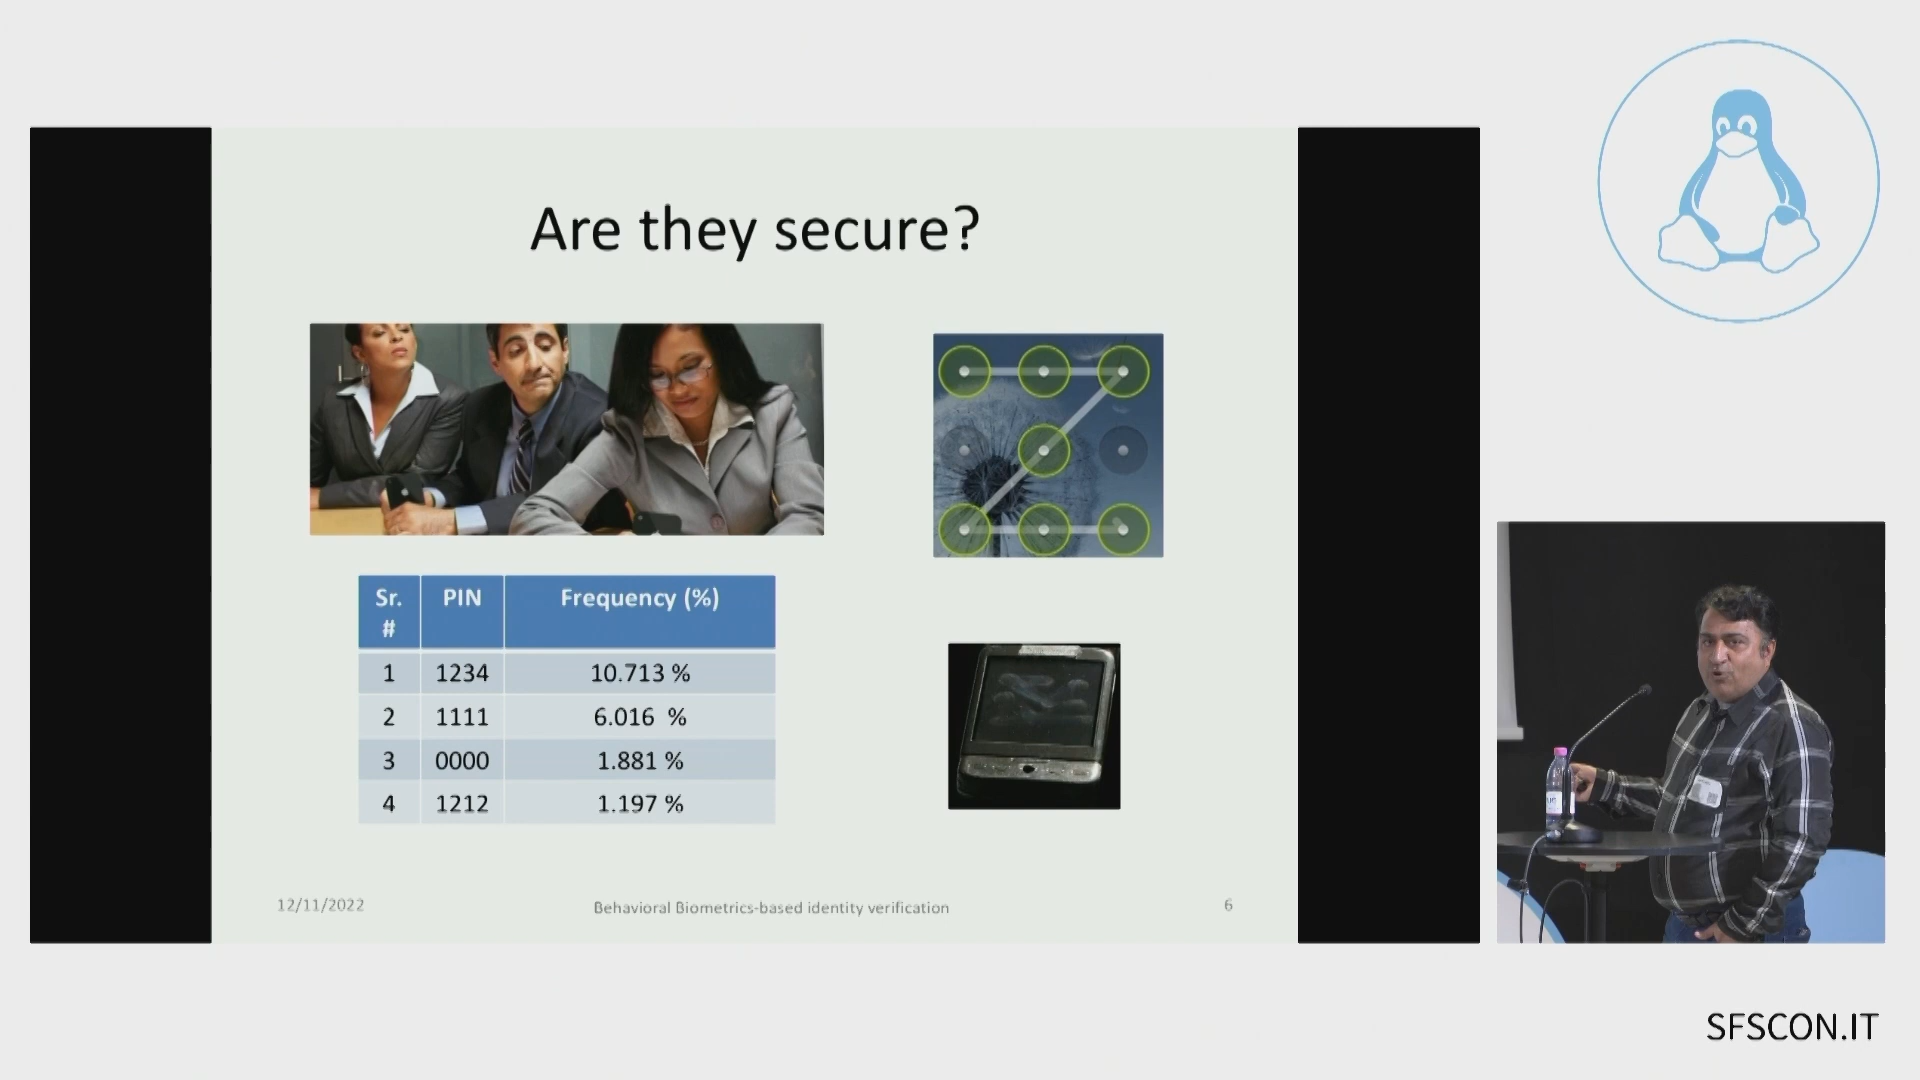 Are they secure?
Sr. # PIN Frequency (%)
1 1234 10.713 %
2 1111 6.016 %
3 0000 1.881 %
4 1212 1.197 %
12/11/2022 Behavioral Biometrics-based identity verification 6
SFSCON.IT